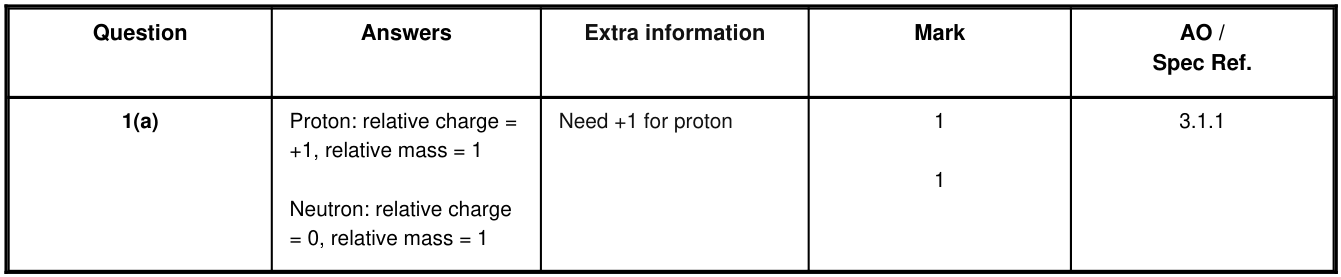 Question Answers Extra information Mark AO /
Spec Ref.
1(a) Proton: relative charge = Need +1 for proton 1 3.1.1
+1, relative mass = 1
1
Neutron: relative charge
= 0, relative mass = 1